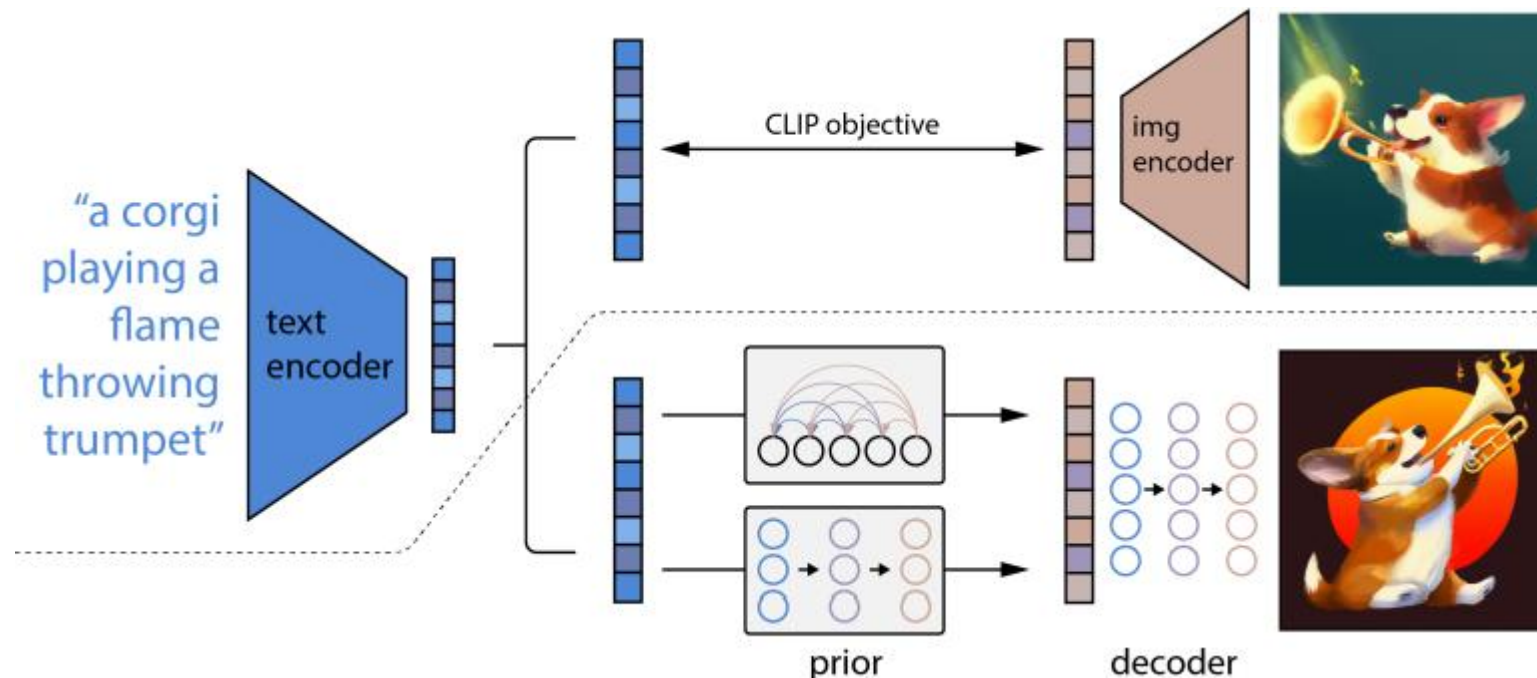 “a corgi
playing a
flame
throwing
trumpet”
text
encoder
CLIP objective
img
encoder
prior
decoder